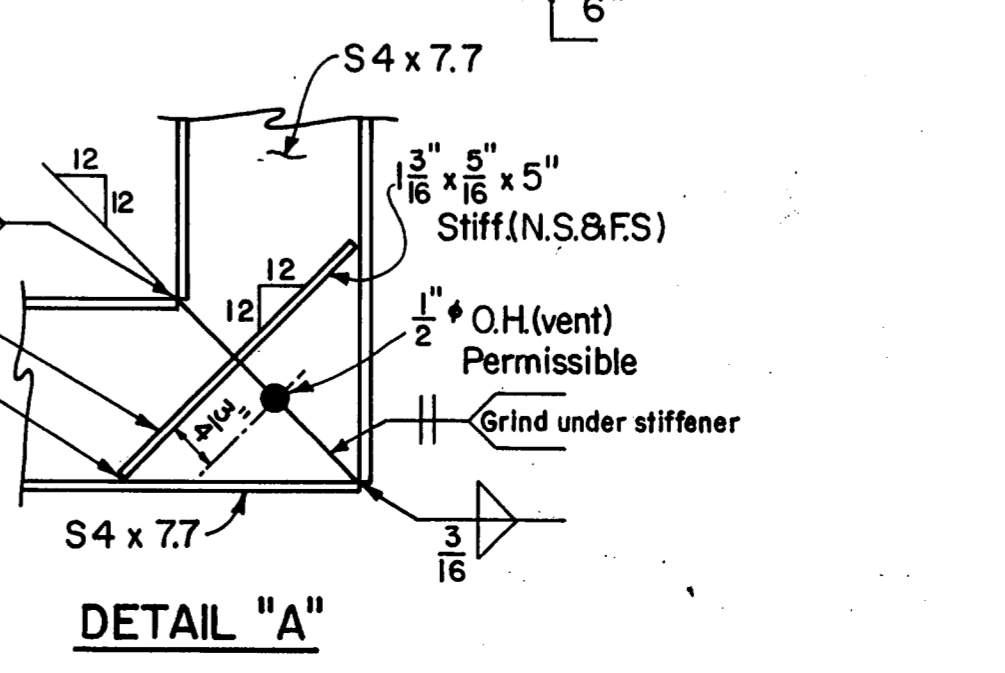 6"
S4 x 7.7
12
12
1 3/16" x 5/16" x 5"
Stiff.(N.S.&F.S)
12
12
1/2" ϕ O.H.(vent)
Permissible
3/4"
Grind under stiffener
S4 x 7.7
3/16
DETAIL "A"